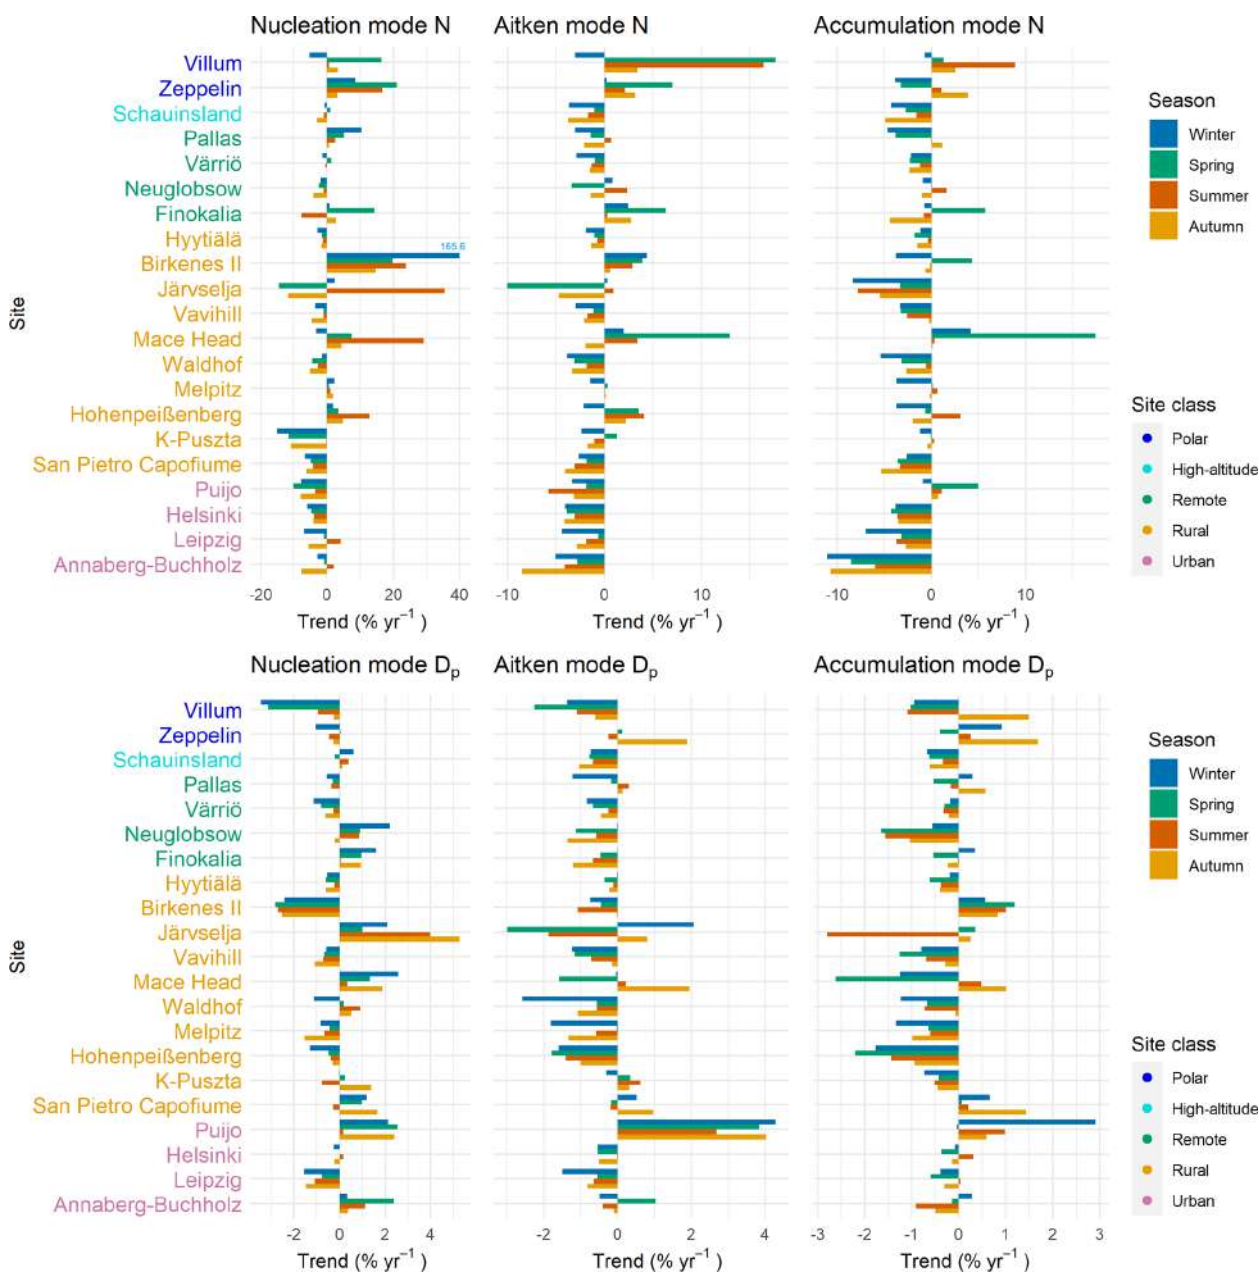 Nucleation mode N
Aitken mode N
Accumulation mode N
Villum
Zeppelin
Schauinsland
Pallas
Värriö
Neuglobsow
Finokalia
Hyytiälä
165.6
Birkenes II
Järvselja
Vavihill
Mace Head
Waldhof
Melpitz
Hohenpeißenberg
K-Puszta
San Pietro Capofiume
Puijo
Helsinki
Leipzig
Annaberg-Buchholz
Site
-20 0 20 40
-10 0 10
-10 0 10
Trend (% yr⁻¹ )
Trend (% yr⁻¹ )
Trend (% yr⁻¹ )
Season
Winter
Spring
Summer
Autumn
Site class
Polar
High-altitude
Remote
Rural
Urban
Nucleation mode Dₚ
Aitken mode Dₚ
Accumulation mode Dₚ
Villum
Zeppelin
Schauinsland
Pallas
Värriö
Neuglobsow
Finokalia
Hyytiälä
Birkenes II
Järvselja
Vavihill
Mace Head
Waldhof
Melpitz
Hohenpeißenberg
K-Puszta
San Pietro Capofiume
Puijo
Helsinki
Leipzig
Annaberg-Buchholz
Site
-2 0 2 4
-2 0 2 4
-3 -2 -1 0 1 2 3
Trend (% yr⁻¹ )
Trend (% yr⁻¹ )
Trend (% yr⁻¹ )
Season
Winter
Spring
Summer
Autumn
Site class
Polar
High-altitude
Remote
Rural
Urban